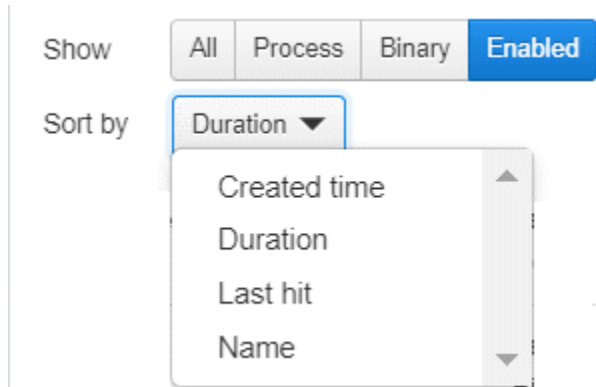 Show All Process Binary Enabled
Sort by Duration
Created time
Duration
Last hit
Name